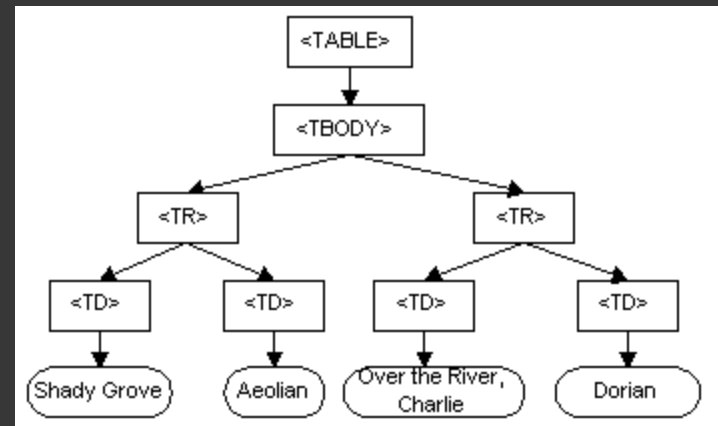 <TABLE>
<TBODY>
<TR> <TR>
<TD> <TD> <TD> <TD>
Shady Grove Aeolian Over the River, Dorian
Charlie